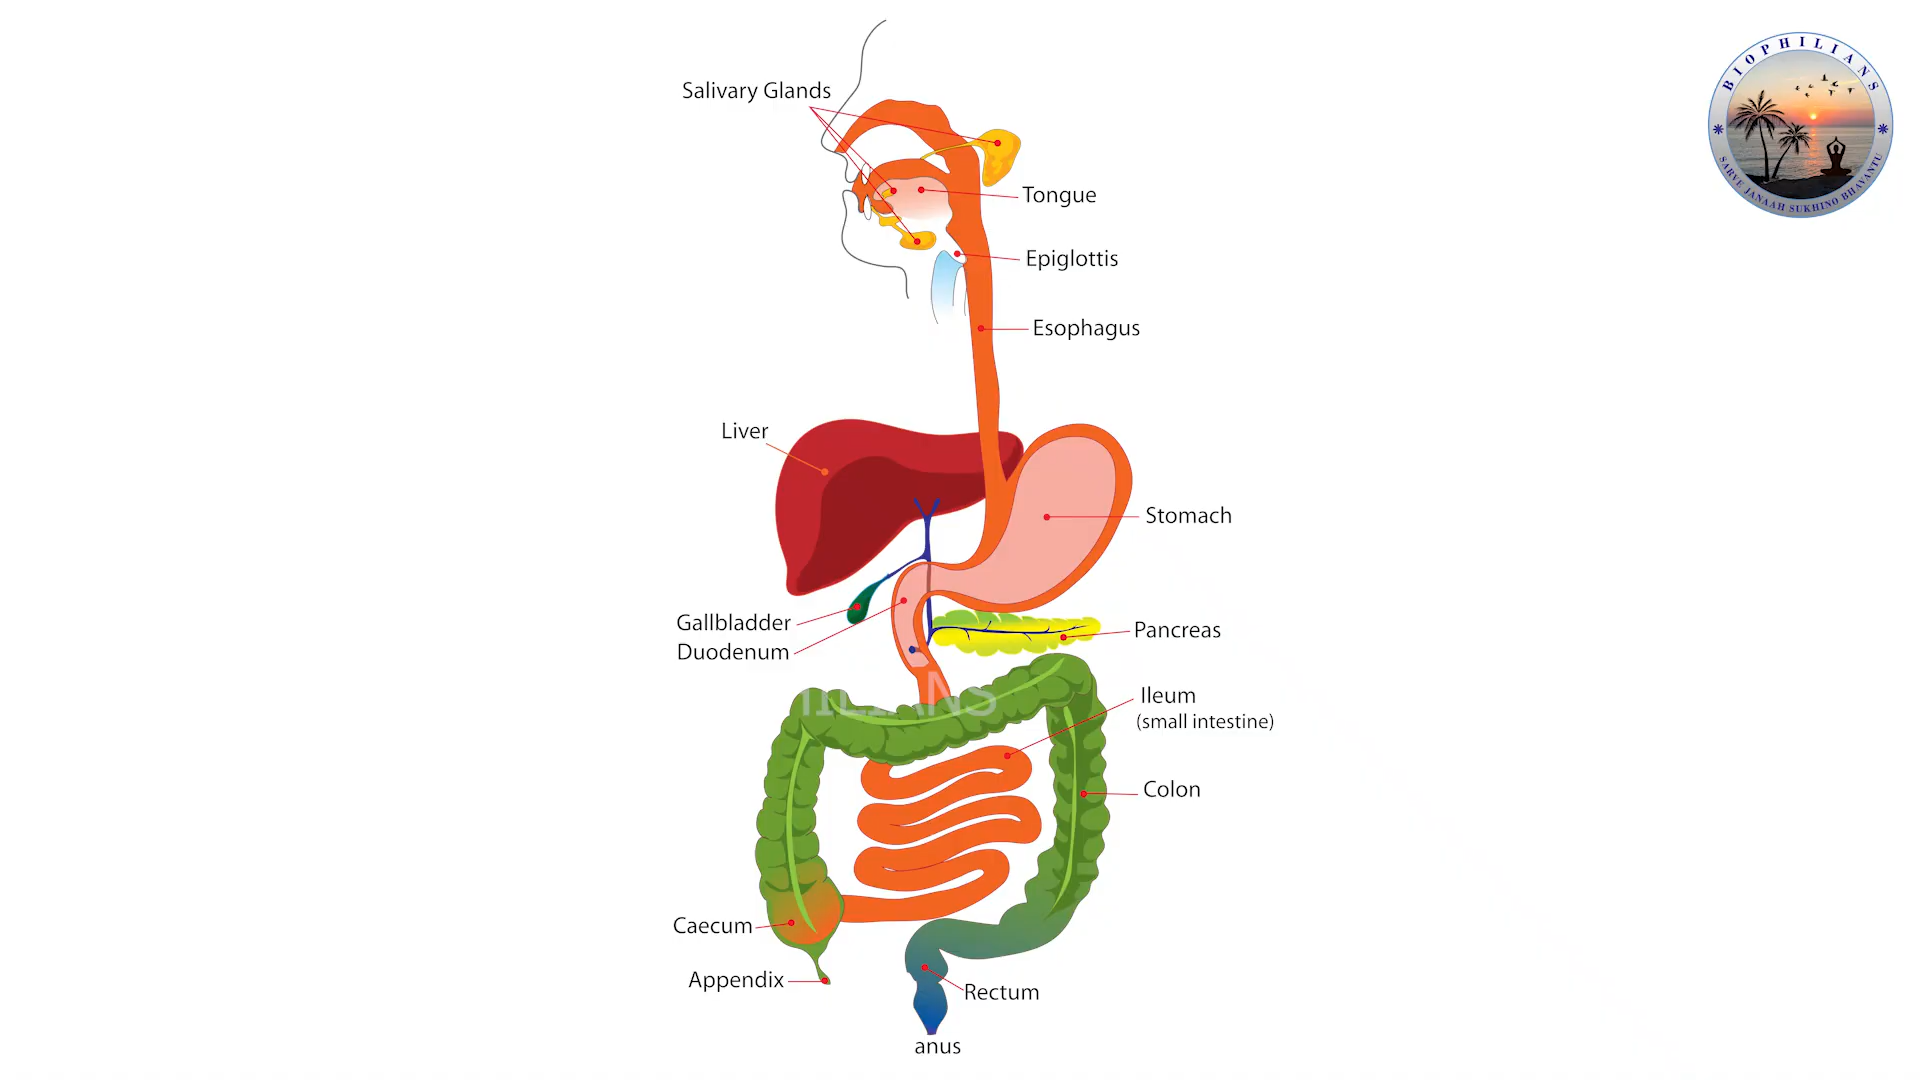 BIOPHILIANS
SARVE JANAAH SUKHINO BHAVANTU
Salivary Glands
Tongue
Epiglottis
Esophagus
Liver
Stomach
Gallbladder
Duodenum
Pancreas
ILIANS
Ileum
(small intestine)
Colon
Caecum
Appendix
Rectum
anus